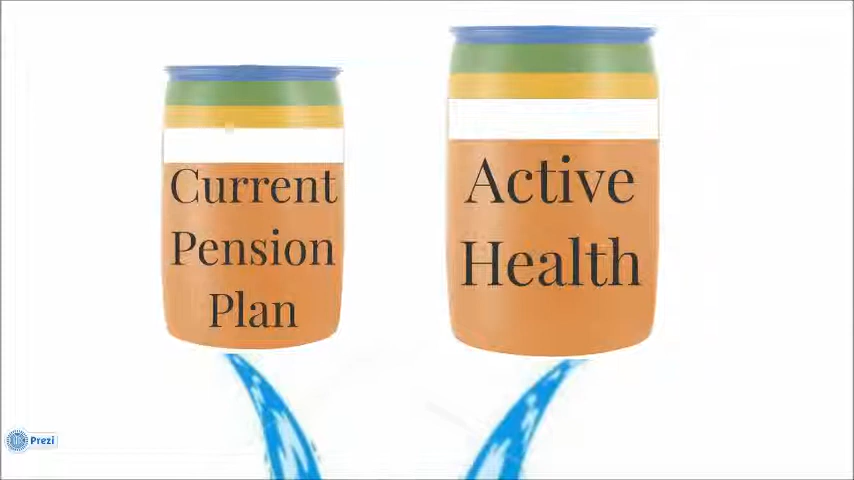 Current
Pension
Plan
Active
Health
Prezi